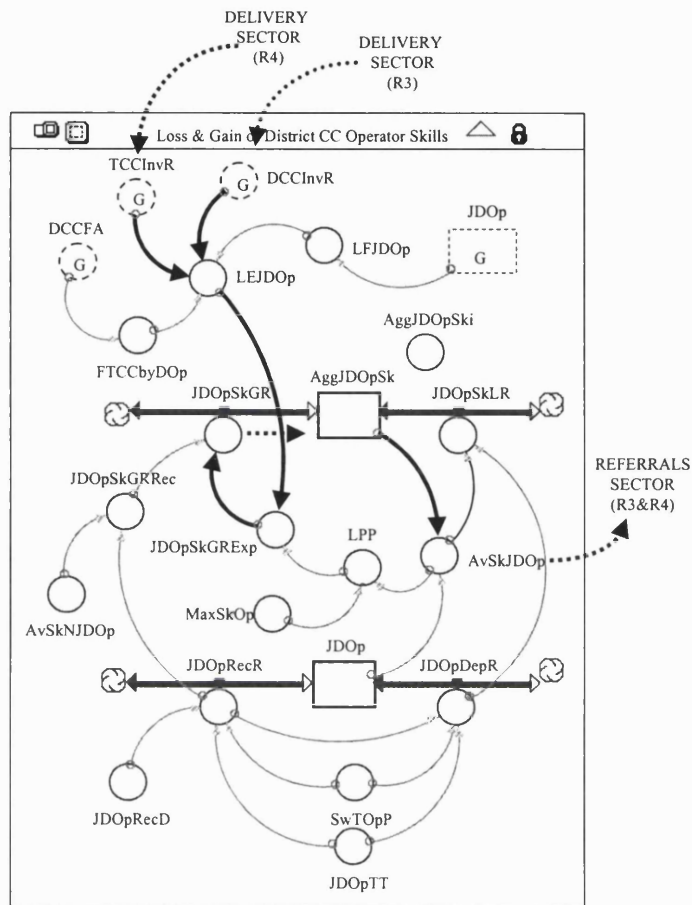 DELIVERY
SECTOR
(R4)
DELIVERY
SECTOR
(R3)
Loss & Gain of District CC Operator Skills
TCCInvR
G
DCCInvR
G
JDOp
G
DCCFA
G
LFJDOp
LEJDOp
AggJDOpSki
FTCCbyDOp
JDOpSkGR
AggJDOpSk
JDOpSkLR
REFERRALS
SECTOR
(R3&R4)
JDOpSkGRRec
JDOpSkGRExp
LPP
AvSkJDOp
AvSkNJDOp
MaxSkOp
JDOp
JDOpRecR
JDOpDepR
JDOpRecD
SwTOpP
JDOpTT